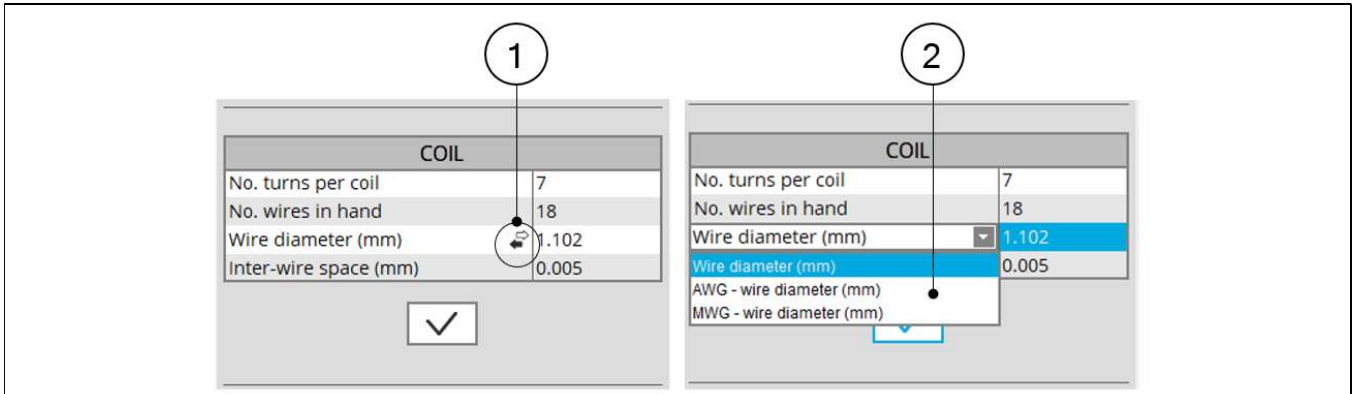 1
COIL
No. turns per coil 7
No. wires in hand 18
Wire diameter (mm) 1.102
Inter-wire space (mm) 0.005
2
COIL
No. turns per coil 7
No. wires in hand 18
Wire diameter (mm) 1.102
Wire diameter (mm) 0.005
AWG - wire diameter (mm)
MWG - wire diameter (mm)